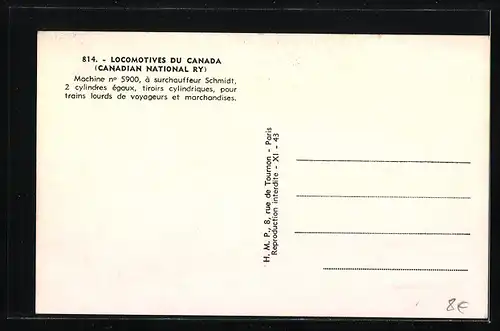 814. - LOCOMOTIVES DU CANADA
(CANADIAN NATIONAL RY)
Machine nº 5900, à surchauffeur Schmidt,
2 cylindres égaux, tiroirs cylindriques, pour
trains lourds de voyageurs et marchandises.
H. M. P., 8, rue de Tournon - Paris
Reproduction interdite - XI - 43
8€